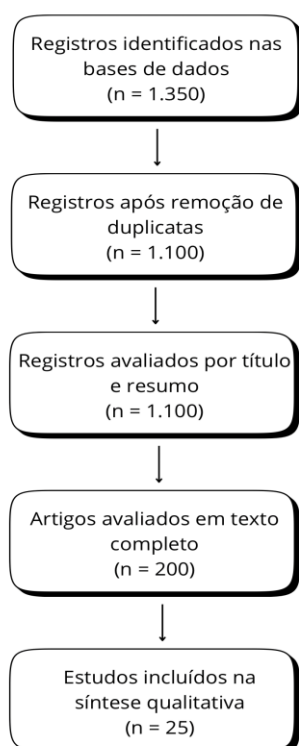 Registros identificados nas
bases de dados
(n = 1.350)
Registros após remoção de
duplicatas
(n = 1.100)
Registros avaliados por título
e resumo
(n = 1.100)
Artigos avaliados em texto
completo
(n = 200)
Estudos incluídos na
síntese qualitativa
(n = 25)